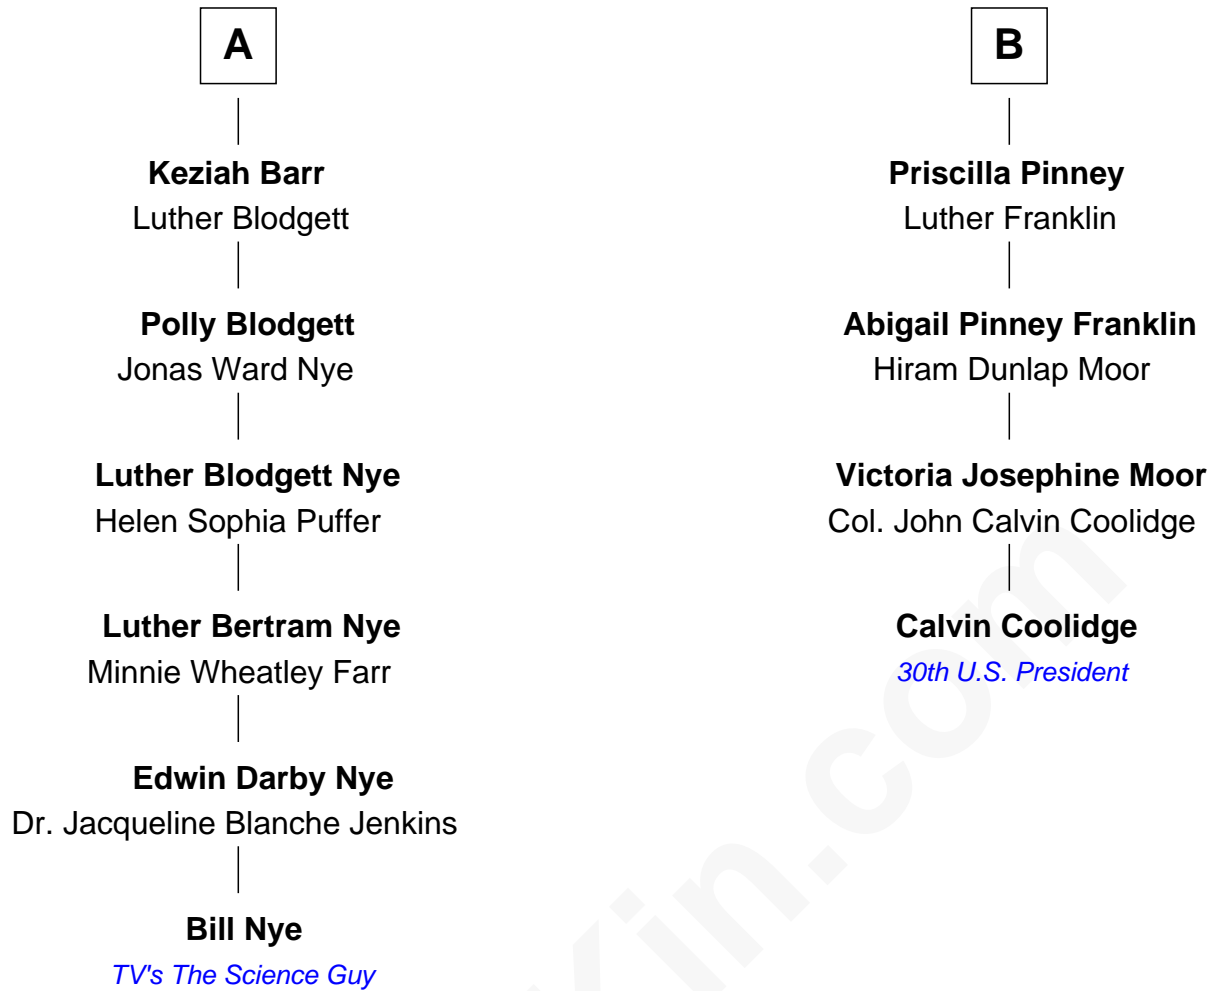 A
Keziah Barr
Luther Blodgett
Polly Blodgett
Jonas Ward Nye
Luther Blodgett Nye
Helen Sophia Puffer
Luther Bertram Nye
Minnie Wheatley Farr
Edwin Darby Nye
Dr. Jacqueline Blanche Jenkins
Bill Nye
TV's The Science Guy
B
Priscilla Pinney
Luther Franklin
Abigail Pinney Franklin
Hiram Dunlap Moor
Victoria Josephine Moor
Col. John Calvin Coolidge
Calvin Coolidge
30th U.S. President
Kin.com